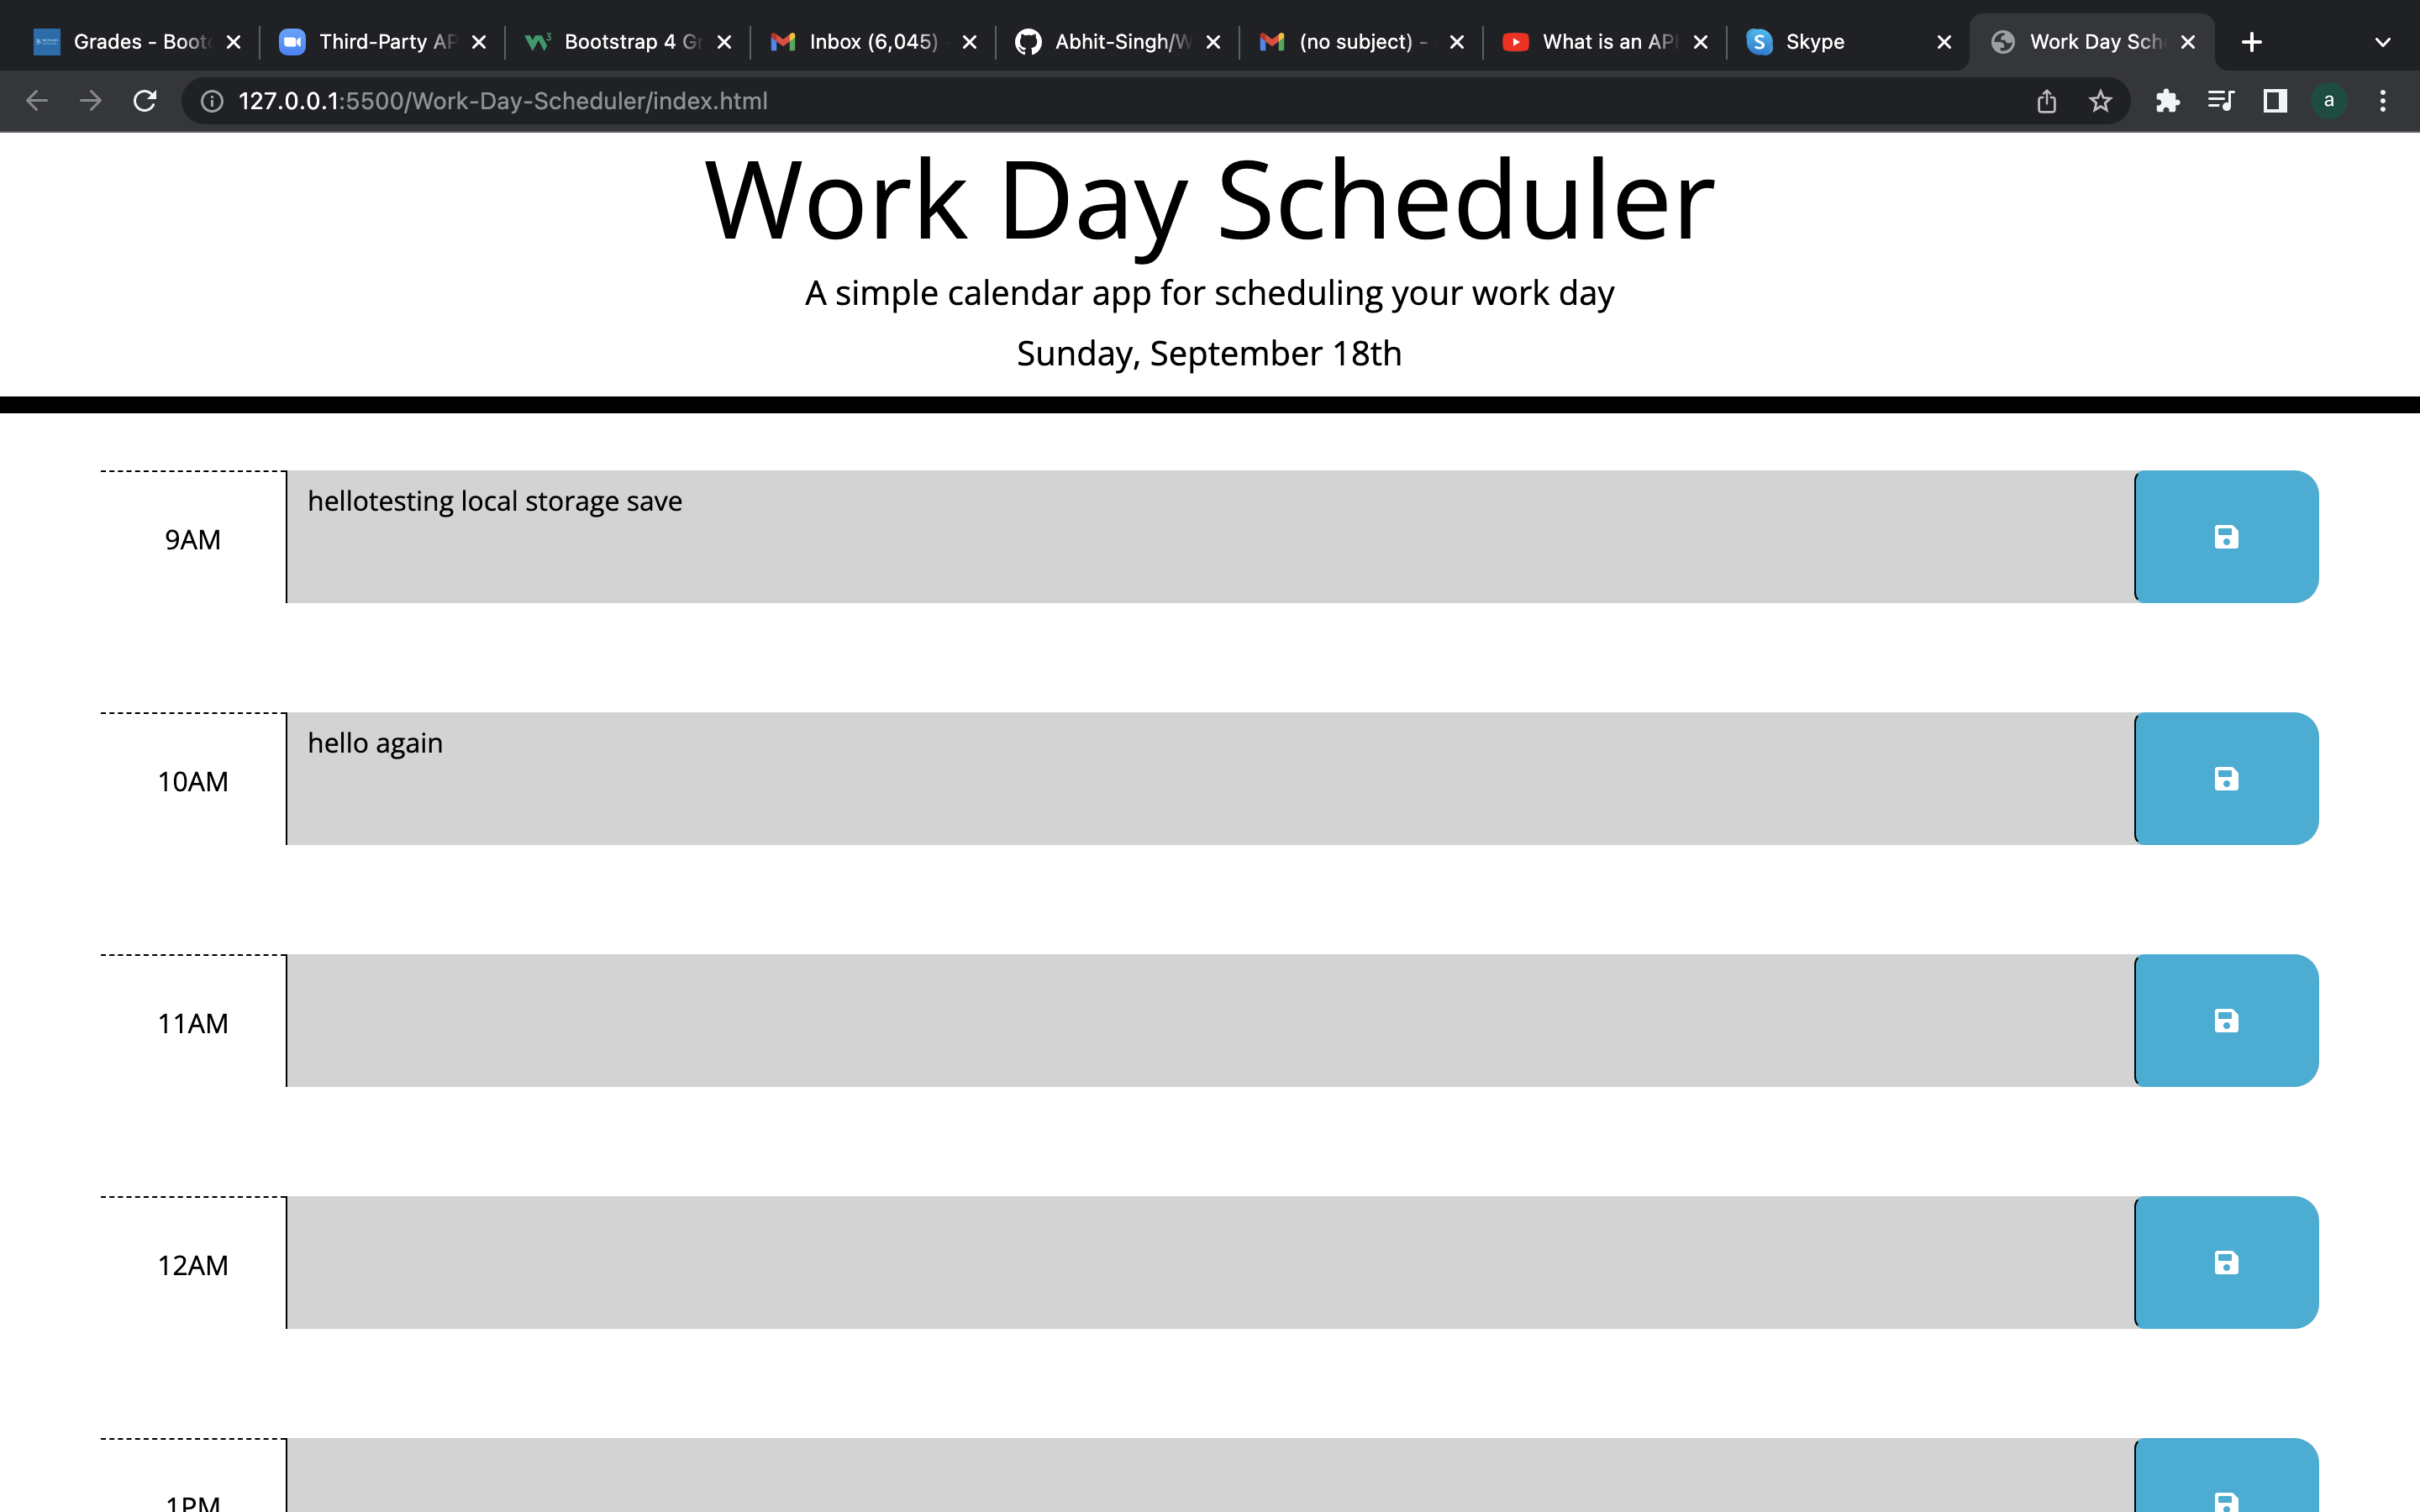 Grades - Boot
Third-Party AP
Bootstrap 4 Gr
Inbox (6,045)
Abhit-Singh/W
(no subject) -
What is an API
Skype
Work Day Sch
127.0.0.1:5500/Work-Day-Scheduler/index.html
a
Work Day Scheduler
A simple calendar app for scheduling your work day
Sunday, September 18th
9AM
hellotesting local storage save
10AM
hello again
11AM
12AM
1PM